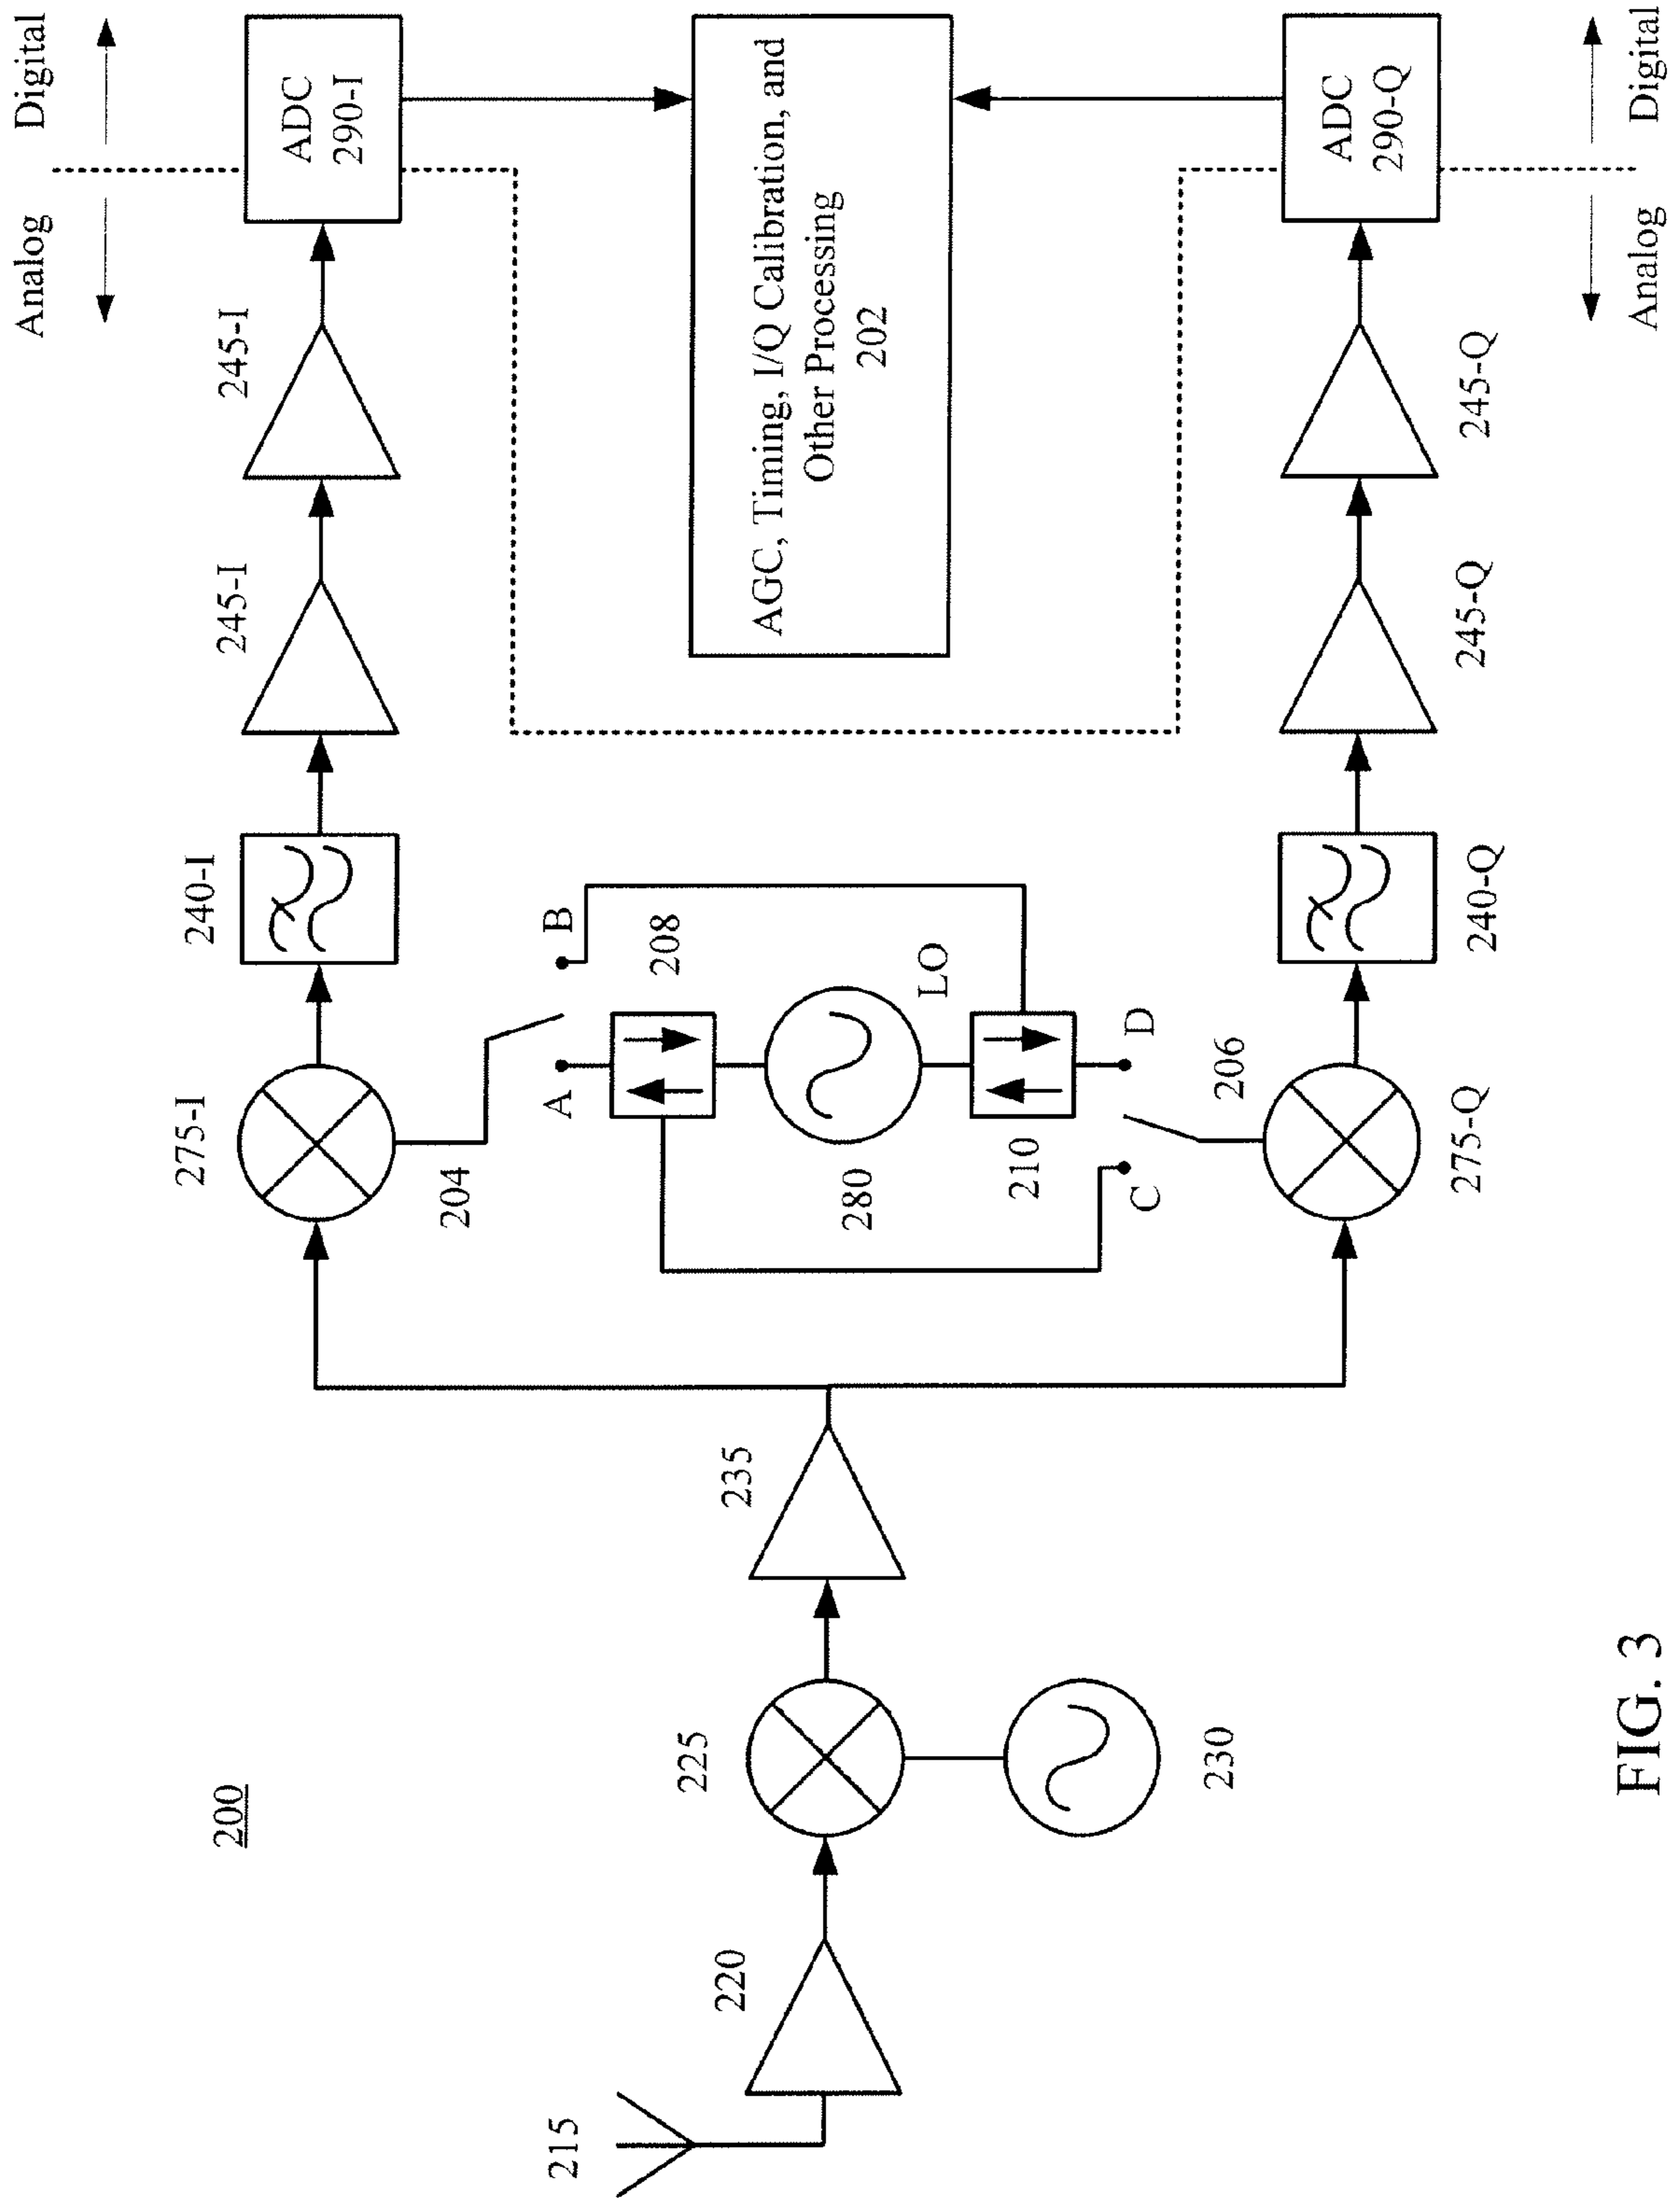 200
215
220
225
230
235
275-I
204
A
B
208
280
LO
210
C
D
206
275-Q
240-I
240-Q
245-I
245-I
245-Q
245-Q
Analog
Digital
ADC
290-I
AGC, Timing, I/Q Calibration, and
Other Processing
202
ADC
290-Q
Analog
Digital
FIG. 3